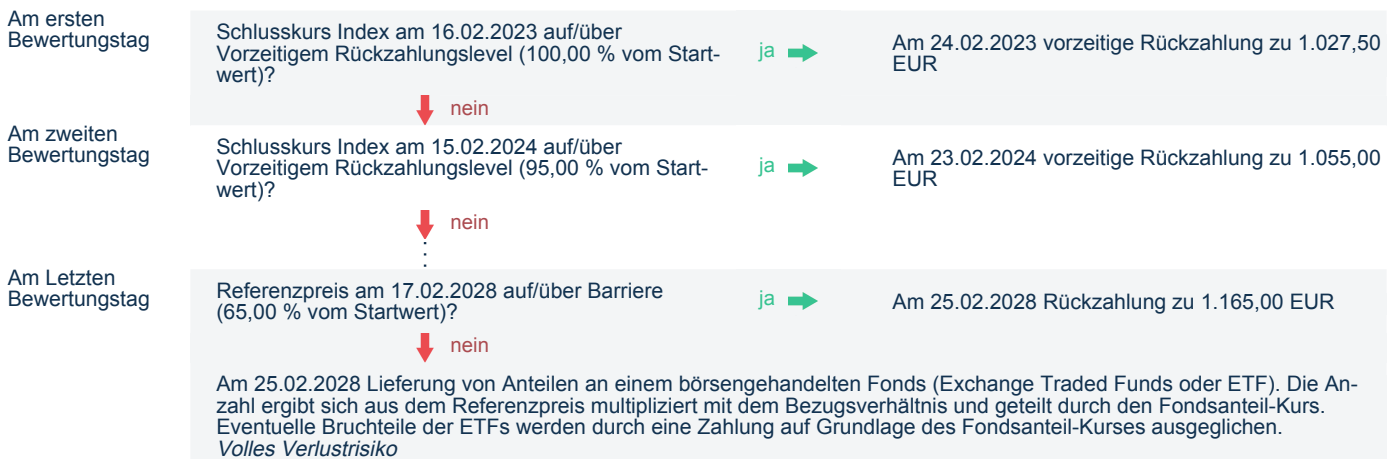 Am ersten
Bewertungstag
Schlusskurs Index am 16.02.2023 auf/über
Vorzeitigem Rückzahlungslevel (100,00 % vom Start-
wert)?
ja
Am 24.02.2023 vorzeitige Rückzahlung zu 1.027,50
EUR
nein
Am zweiten
Bewertungstag
Schlusskurs Index am 15.02.2024 auf/über
Vorzeitigem Rückzahlungslevel (95,00 % vom Start-
wert)?
ja
Am 23.02.2024 vorzeitige Rückzahlung zu 1.055,00
EUR
nein
Am Letzten
Bewertungstag
Referenzpreis am 17.02.2028 auf/über Barriere
(65,00 % vom Startwert)?
ja
Am 25.02.2028 Rückzahlung zu 1.165,00 EUR
nein
Am 25.02.2028 Lieferung von Anteilen an einem börsengehandelten Fonds (Exchange Traded Funds oder ETF). Die An-
zahl ergibt sich aus dem Referenzpreis multipliziert mit dem Bezugsverhältnis und geteilt durch den Fondsanteil-Kurs.
Eventuelle Bruchteile der ETFs werden durch eine Zahlung auf Grundlage des Fondsanteil-Kurses ausgeglichen.
Volles Verlustrisiko